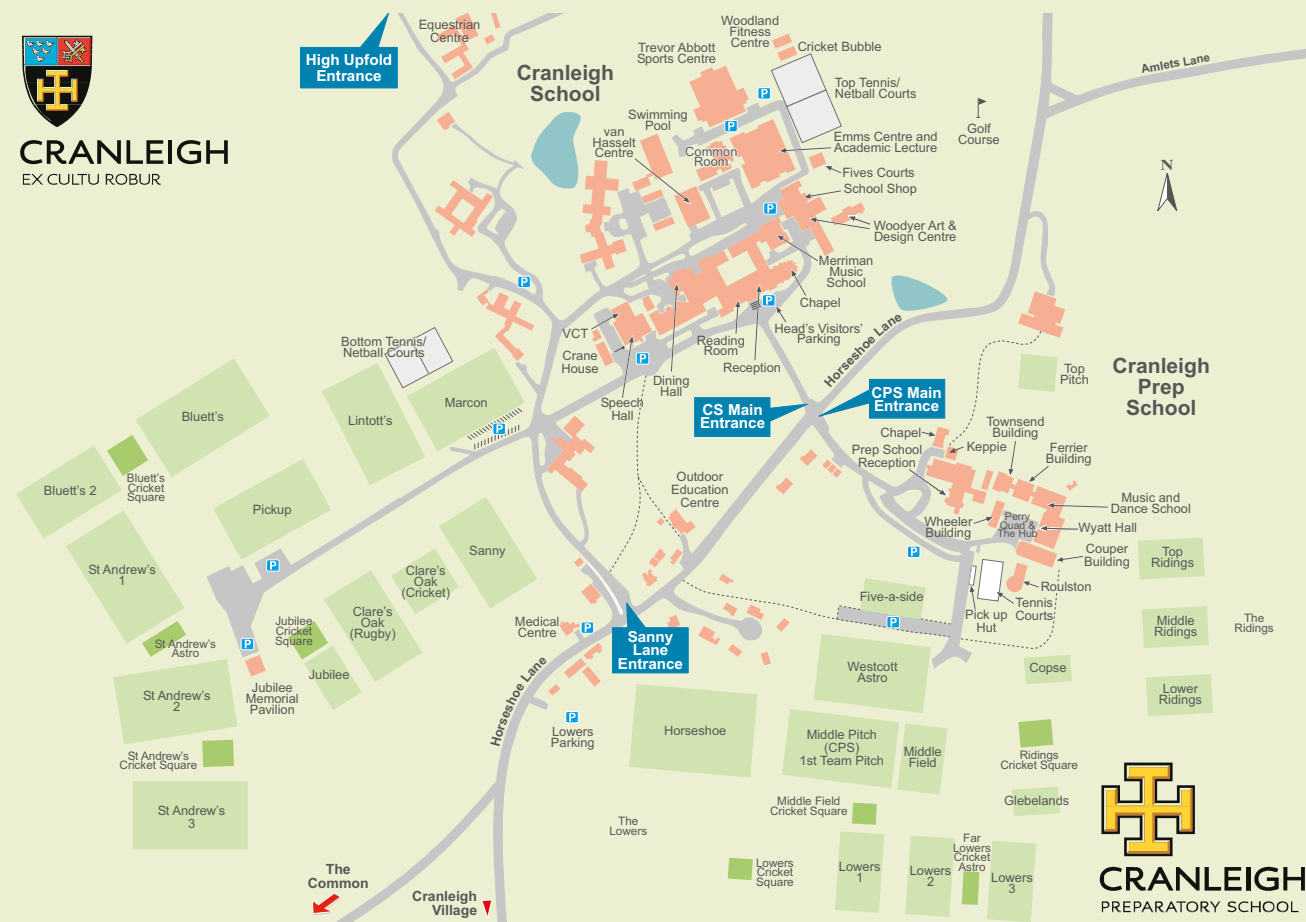 CRANLEIGH
EX CULTU ROBUR
High Upfold
Entrance
Equestrian
Centre
Cranleigh
School
Woodland
Fitness
Centre
Trevor Abbott
Sports Centre
Cricket Bubble
Top Tennis/
Netball Courts
Amlets Lane
Golf
Course
N
Swimming
Pool
van
Hasselt
Centre
Common
Room
Emms Centre and
Academic Lecture
Fives Courts
School Shop
Woodyer Art &
Design Centre
Merriman
Music
School
Chapel
Head's Visitors'
Parking
Reception
Reading
Room
Dining
Hall
Speech
Hall
VCT
Crane
House
P
P
P
P
P
P
P
P
P
P
P
P
P
Horseshoe Lane
CS Main
Entrance
CPS Main
Entrance
Cranleigh
Prep
School
Top
Pitch
Bottom Tennis/
Netball Courts
Marcon
Lintott's
Bluett's
Bluett's 2
Bluett's
Cricket
Square
Pickup
St Andrew's
1
St Andrew's
Astro
St Andrew's
2
St Andrew's
Cricket Square
St Andrew's
3
Sanny
Clare's
Oak
(Cricket)
Clare's
Oak
(Rugby)
Jubilee
Cricket
Square
Jubilee
Jubilee
Memorial
Pavilion
Outdoor
Education
Centre
Medical
Centre
Sanny
Lane
Entrance
Horseshoe Lane
Lowers
Parking
Chapel
Keppie
Townsend
Building
Ferrier
Building
Prep School
Reception
Music and
Dance School
Wheeler
Building
Perry
Quad &
The Hub
Wyatt Hall
Couper
Building
Roulston
Tennis
Courts
Pick up
Hut
Five-a-side
Westcott
Astro
Top
Ridings
Middle
Ridings
The
Ridings
Lower
Ridings
Copse
Ridings
Cricket Square
Glebelands
Horseshoe
Middle Pitch
(CPS)
1st Team Pitch
Middle
Field
Middle Field
Cricket Square
The
Lowers
Lowers
Cricket
Square
Lowers
1
Lowers
2
Far
Lowers
Cricket
Astro
Lowers
3
The
Common
Cranleigh
Village
CRANLEIGH
PREPARATORY SCHOOL